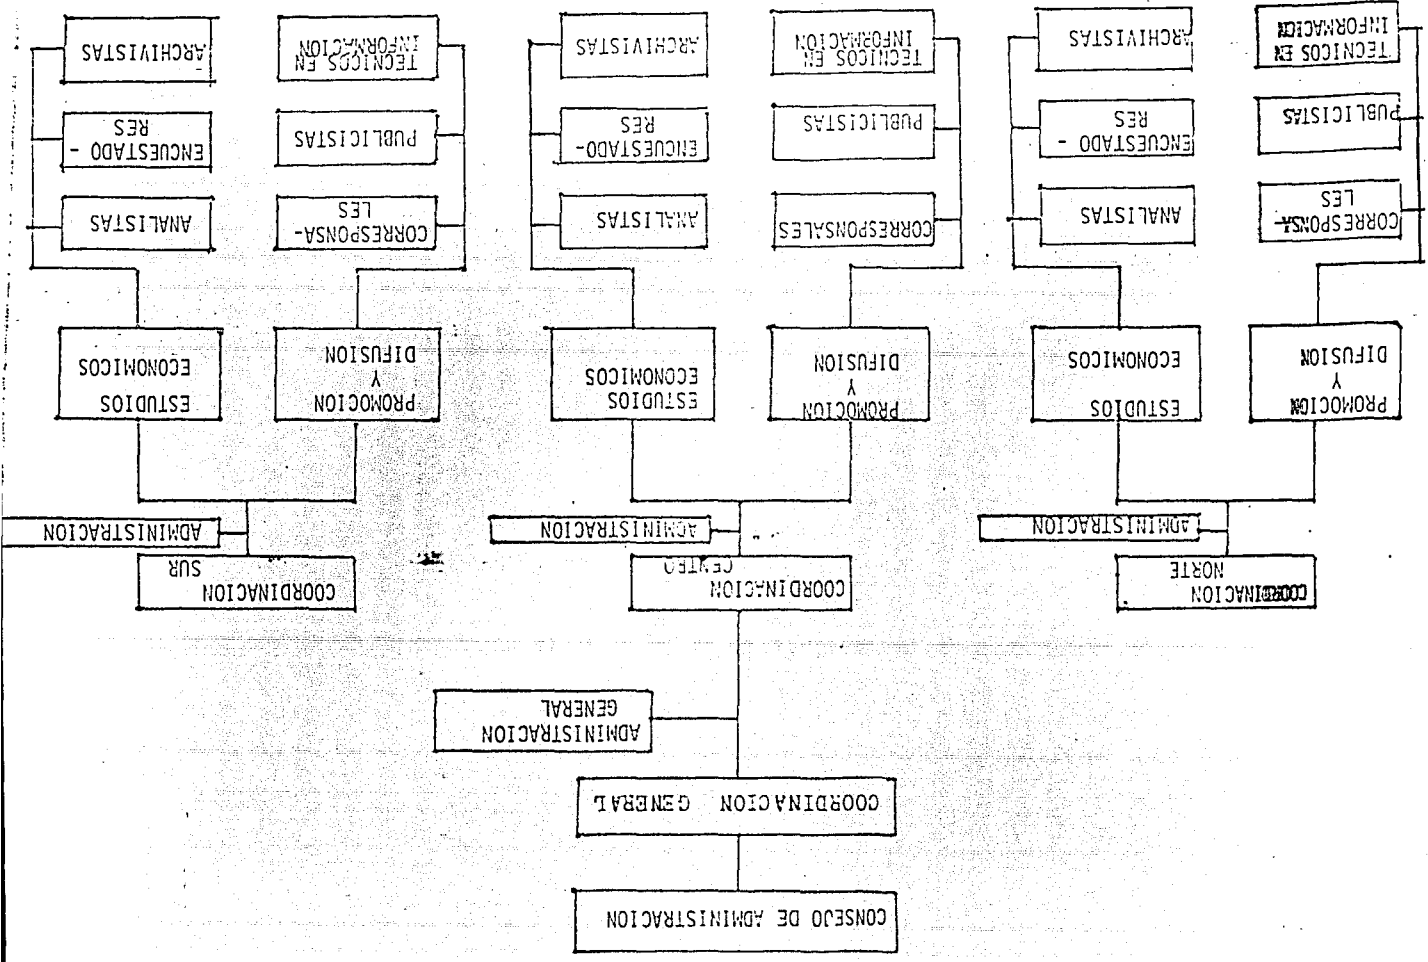 CONSEJO DE ADMINISTRACION
COORDINACION GENERAL
ADMINISTRACION
GENERAL
COORDINACION
NORTE
COORDINACION
CENTRO
COORDINACION
SUR
ADMINISTRACION
ADMINISTRACION
ADMINISTRACION
PROMOCION
Y
DIFUSION
ESTUDIOS
ECONOMICOS
PROMOCION
Y
DIFUSION
ESTUDIOS
ECONOMICOS
PROMOCION
Y
DIFUSION
ESTUDIOS
ECONOMICOS
CORRESPONSA-
LES
ANALISTAS
CORRESPONSALES
ANALISTAS
CORRESPONSA-
LES
ANALISTAS
PUBLICISTAS
ENCUESTADO -
RES
PUBLICISTAS
ENCUESTADO-
RES
PUBLICISTAS
ENCUESTADO -
RES
TECNICOS EN
INFORMACION
ARCHIVISTAS
TECNICOS EN
INFORMACION
ARCHIVISTAS
TECNICOS EN
INFORMACION
ARCHIVISTAS